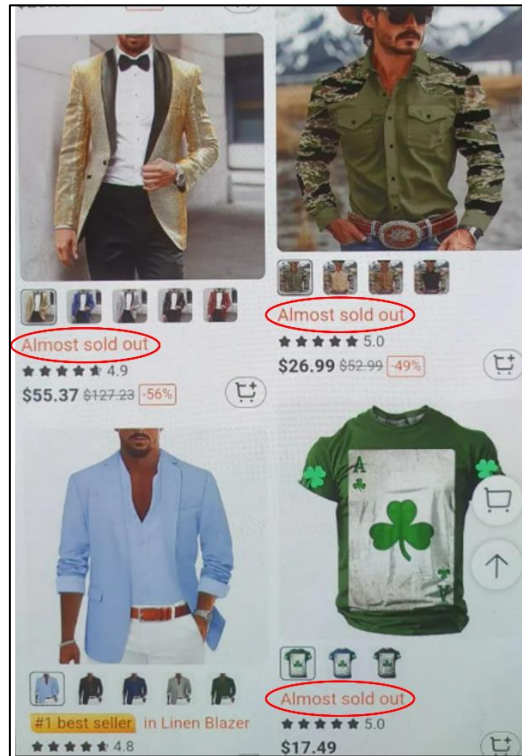 Almost sold out
4.9
$55.37 $127.23 -56%
Almost sold out
5.0
$26.99 $52.99 -49%
#1 best seller in Linen Blazer
4.8
A
A
Almost sold out
5.0
$17.49